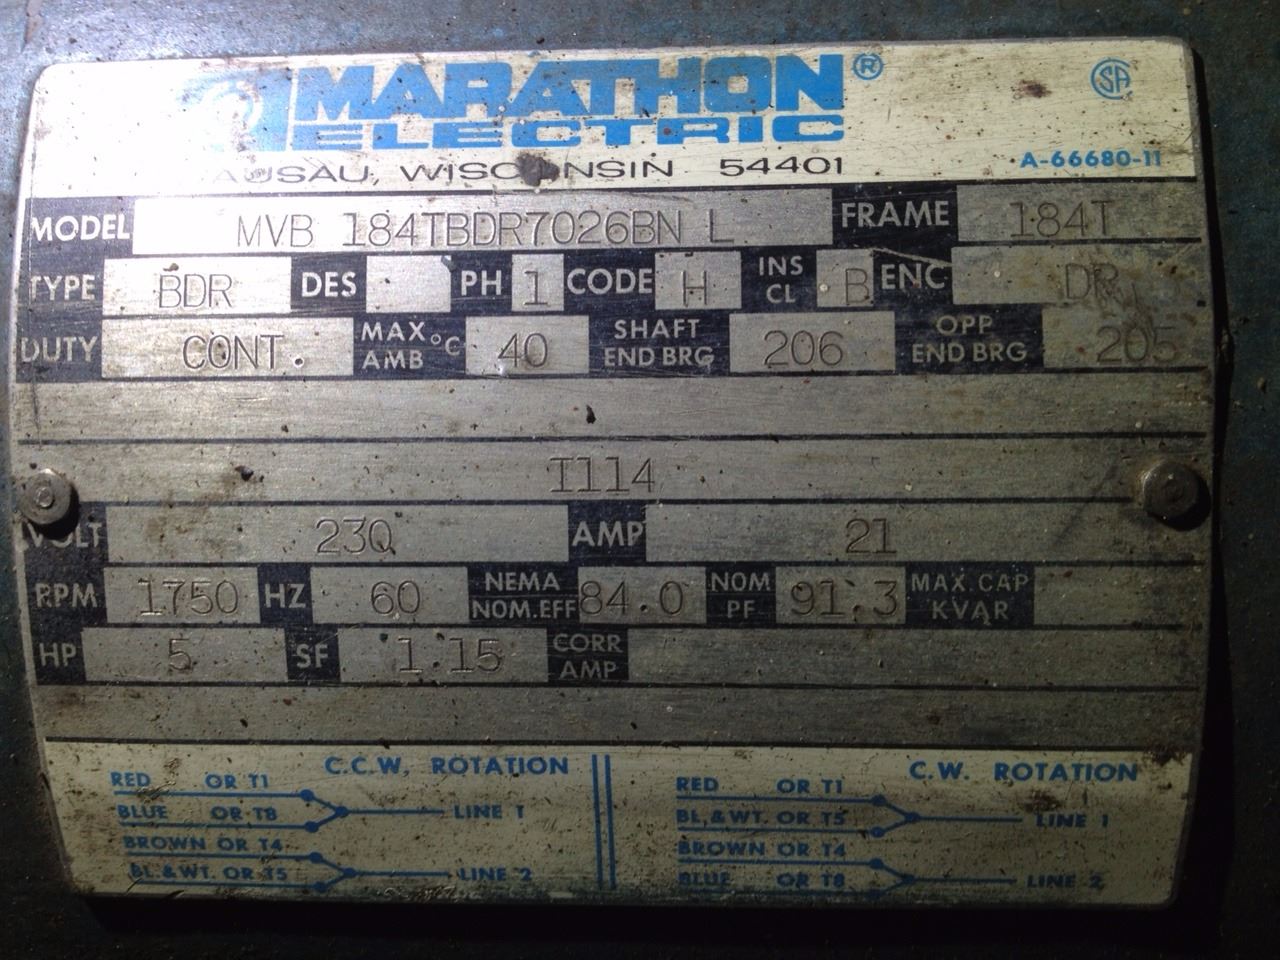 MARATHON®
ELECTRIC
CSA
WISCONSIN 54401
A-66680-11
MODEL MVB 184TBDR7026BN L FRAME 184T
TYPE BDR DES PH 1 CODE H INS CL B ENC DR
DUTY CONT. MAX AMB °C 40 SHAFT END BRG 206 OPP END BRG 205
1114
VOLT 230 AMP 21
RPM 1750 HZ 60 NEMA NOM.EFF 84.0 NOM PF 91.3 MAX.CAP KVAR
HP 5 SF 1.15 CORR AMP
C.C.W. ROTATION
RED OR T1
BLUE OR T8
LINE 1
BROWN OR T4
BL.&WT. OR T5
LINE 2
C.W. ROTATION
RED OR T1
BL.&WT. OR T5
LINE 1
BROWN OR T4
BLUE OR T8
LINE 2